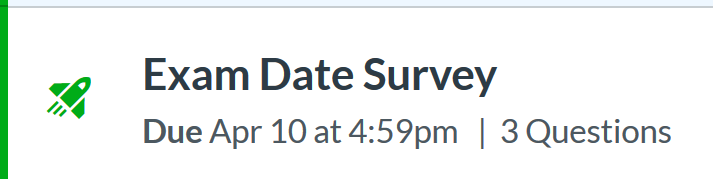 Exam Date Survey
Due Apr 10 at 4:59pm | 3 Questions